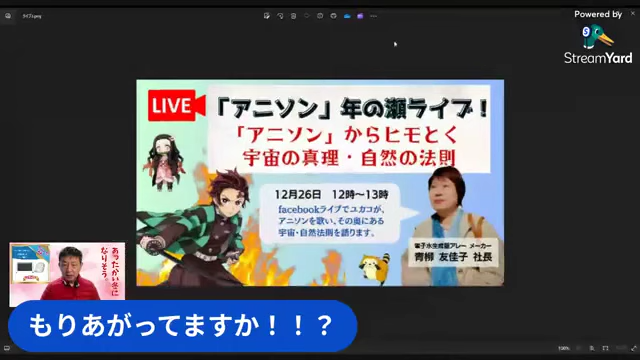 Powered by
StreamYard
LIVE
「アニソン」年の瀬ライブ！
「アニソン」からヒモとく
宇宙の真理・自然の法則
12月26日　12時〜13時
facebookライブでユカコが、
アニソンを歌い、その奥にある
宇宙・自然法則を語ります。
青柳 友佳子 社長
あったかい冬に
なりそう。
もりあがってますか！！？
100%